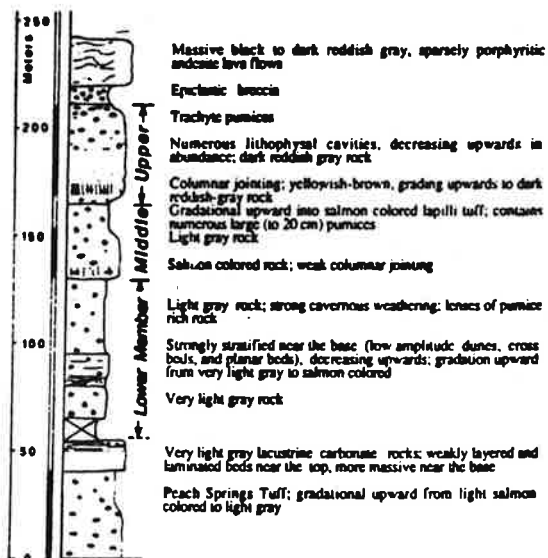 250
Meters
200
150
100
50
0
Upper
Middle
Lower Member
Massive black to dark reddish gray, sparsely porphyritic
andesite lava flows
Epiclastic breccia
Trachyte pumices
Numerous lithophysal cavities, decreasing upwards in
abundance; dark reddish gray rock
Columnar jointing; yellowish-brown, grading upwards to dark
reddish-gray rock
Gradational upward into salmon colored lapilli tuff; contains
numerous large (to 20 cm) pumices
Light gray rock
Salmon colored rock; weak columnar jointing
Light gray rock; strong cavernous weathering; lenses of pumice
rich rock
Strongly stratified near the base (low amplitude dunes, cross
beds, and planar beds), decreasing upwards; gradation upward
from very light gray to salmon colored
Very light gray rock
Very light gray lacustrine carbonate rocks; weakly layered and
laminated beds near the top, more massive near the base
Peach Springs Tuff; gradational upward from light salmon
colored to light gray